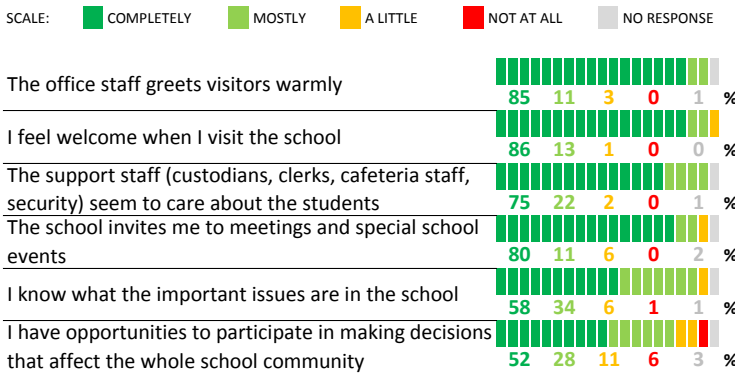 SCALE: COMPLETELY MOSTLY A LITTLE NOT AT ALL NO RESPONSE
The office staff greets visitors warmly
85 11 3 0 1 %
I feel welcome when I visit the school
86 13 1 0 0 %
The support staff (custodians, clerks, cafeteria staff,
security) seem to care about the students
75 22 2 0 1 %
The school invites me to meetings and special school
events
80 11 6 0 2 %
I know what the important issues are in the school
58 34 6 1 1 %
I have opportunities to participate in making decisions
that affect the whole school community
52 28 11 6 3 %